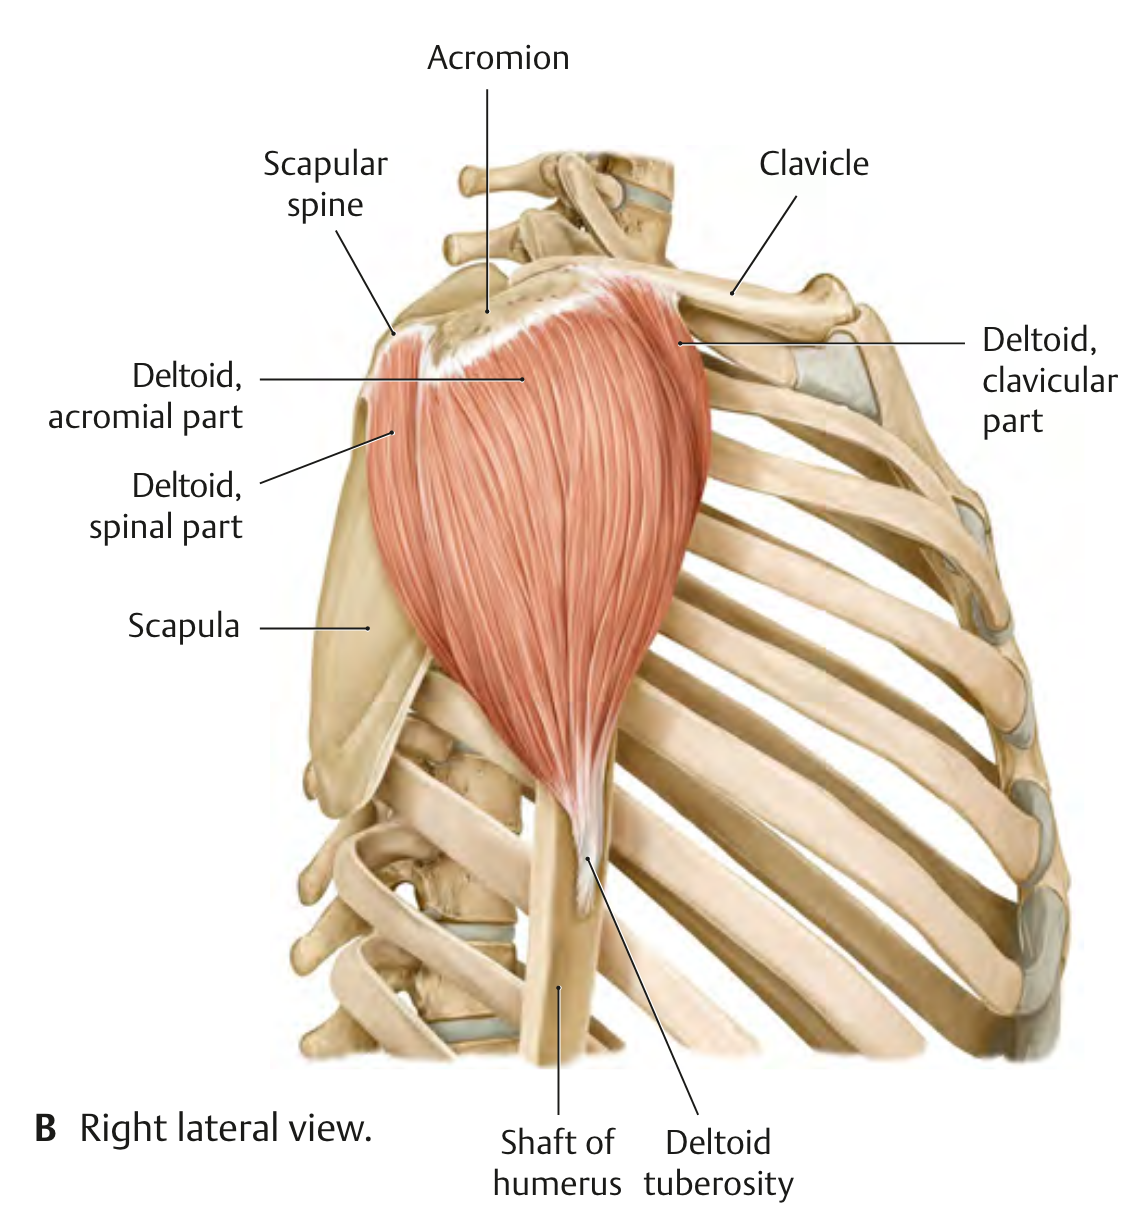 Acromion
Scapular
spine
Clavicle
Deltoid,
clavicular
part
Deltoid,
acromial part
Deltoid,
spinal part
Scapula
B Right lateral view.
Shaft of
humerus
Deltoid
tuberosity